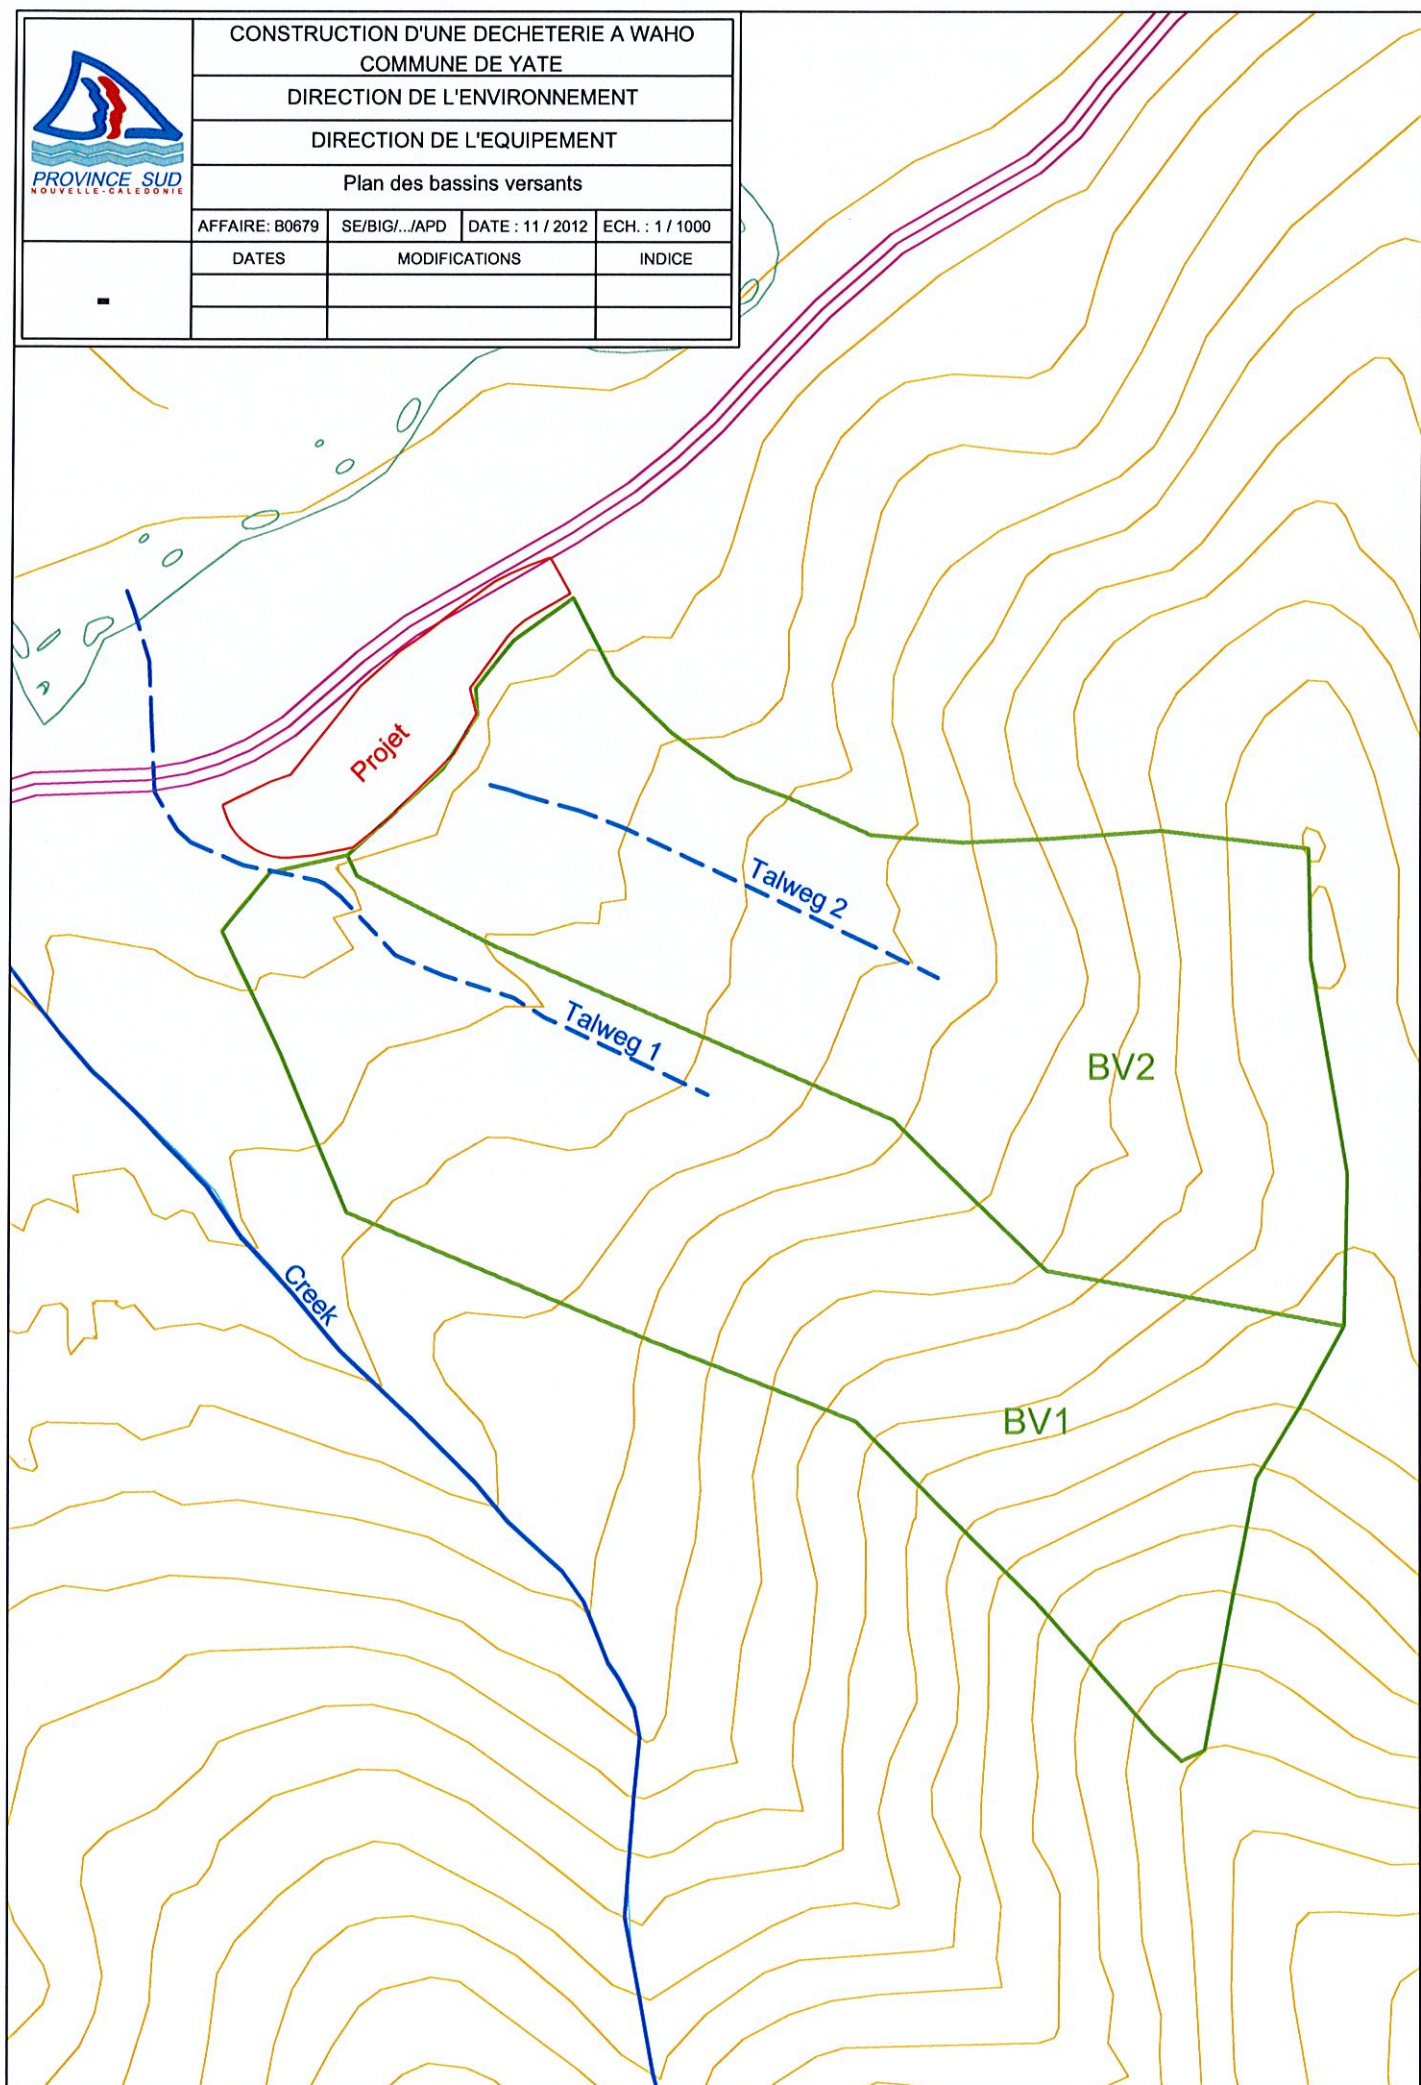 CONSTRUCTION D'UNE DECHETERIE A WAHO
COMMUNE DE YATE
DIRECTION DE L'ENVIRONNEMENT
DIRECTION DE L'EQUIPEMENT
PROVINCE SUD
NOUVELLE-CALEDONIE
Plan des bassins versants
AFFAIRE: B0679 SE/BIG/.../APD DATE : 11 / 2012 ECH. : 1 / 1000
DATES MODIFICATIONS INDICE
-
Projet
Talweg 2
Talweg 1
BV2
Creek
BV1